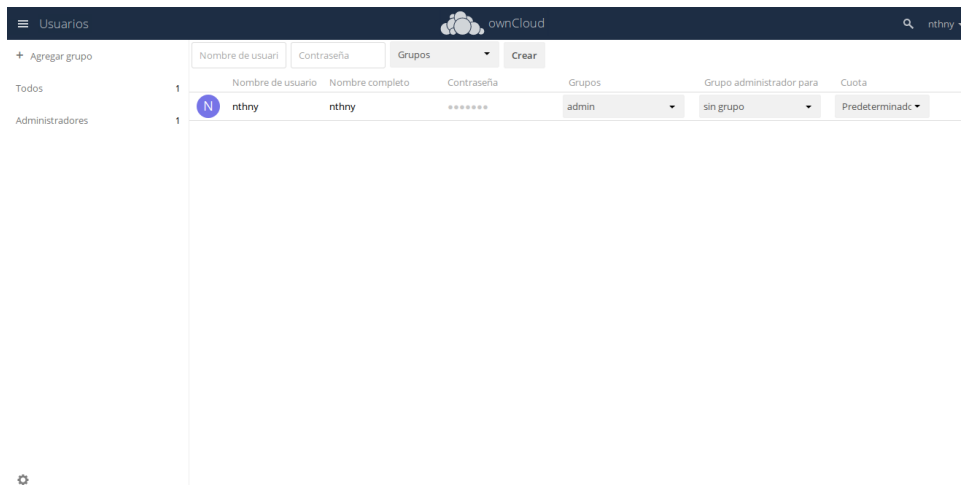 Usuarios
ownCloud
nthny
+ Agregar grupo
Todos 1
Administradores 1
Nombre de usuari Contraseña Grupos Crear
Nombre de usuario Nombre completo Contraseña Grupos Grupo administrador para Cuota
N nthny nthny ●●●●●●● admin sin grupo Predeterminadc